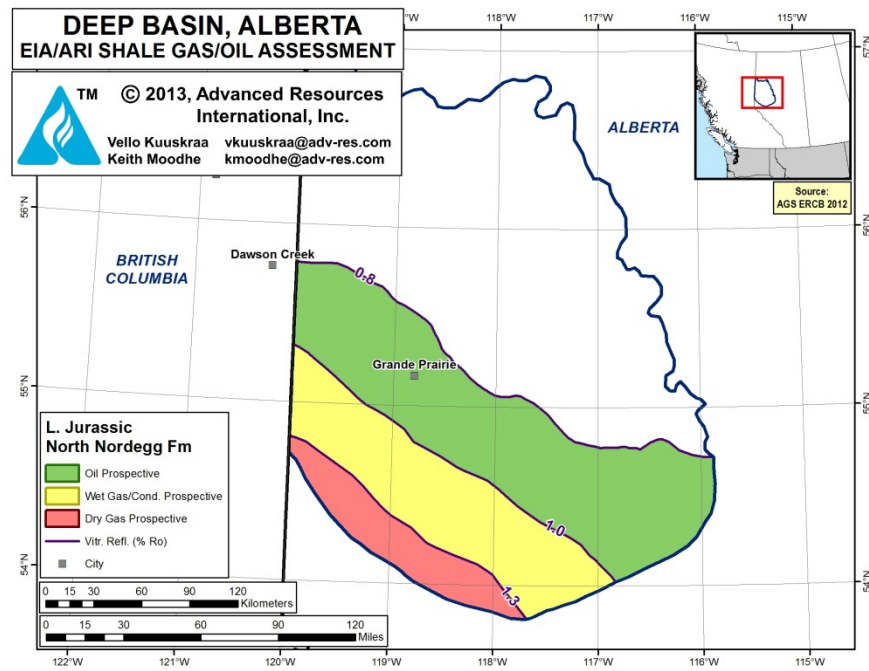 DEEP BASIN, ALBERTA
EIA/ARI SHALE GAS/OIL ASSESSMENT
TM
© 2013, Advanced Resources
International, Inc.
Vello Kuuskraa vkuuskraa@adv-res.com
Keith Moodhe kmoodhe@adv-res.com
118°W 117°W 116°W 115°W
57°N
ALBERTA
Source:
AGS ERCB 2012
56°N
56°N
BRITISH
COLUMBIA
Dawson Creek
0.8
Grande Prairie
55°N
55°N
L. Jurassic
North Nordegg Fm
Oil Prospective
Wet Gas/Cond. Prospective
Dry Gas Prospective
Vitr. Refl. (% Ro)
City
1.0
1.3
54°N
54°N
0 15 30 60 90 120
Kilometers
0 15 30 60 90 120
Miles
122°W 121°W 120°W 119°W 118°W 117°W 116°W